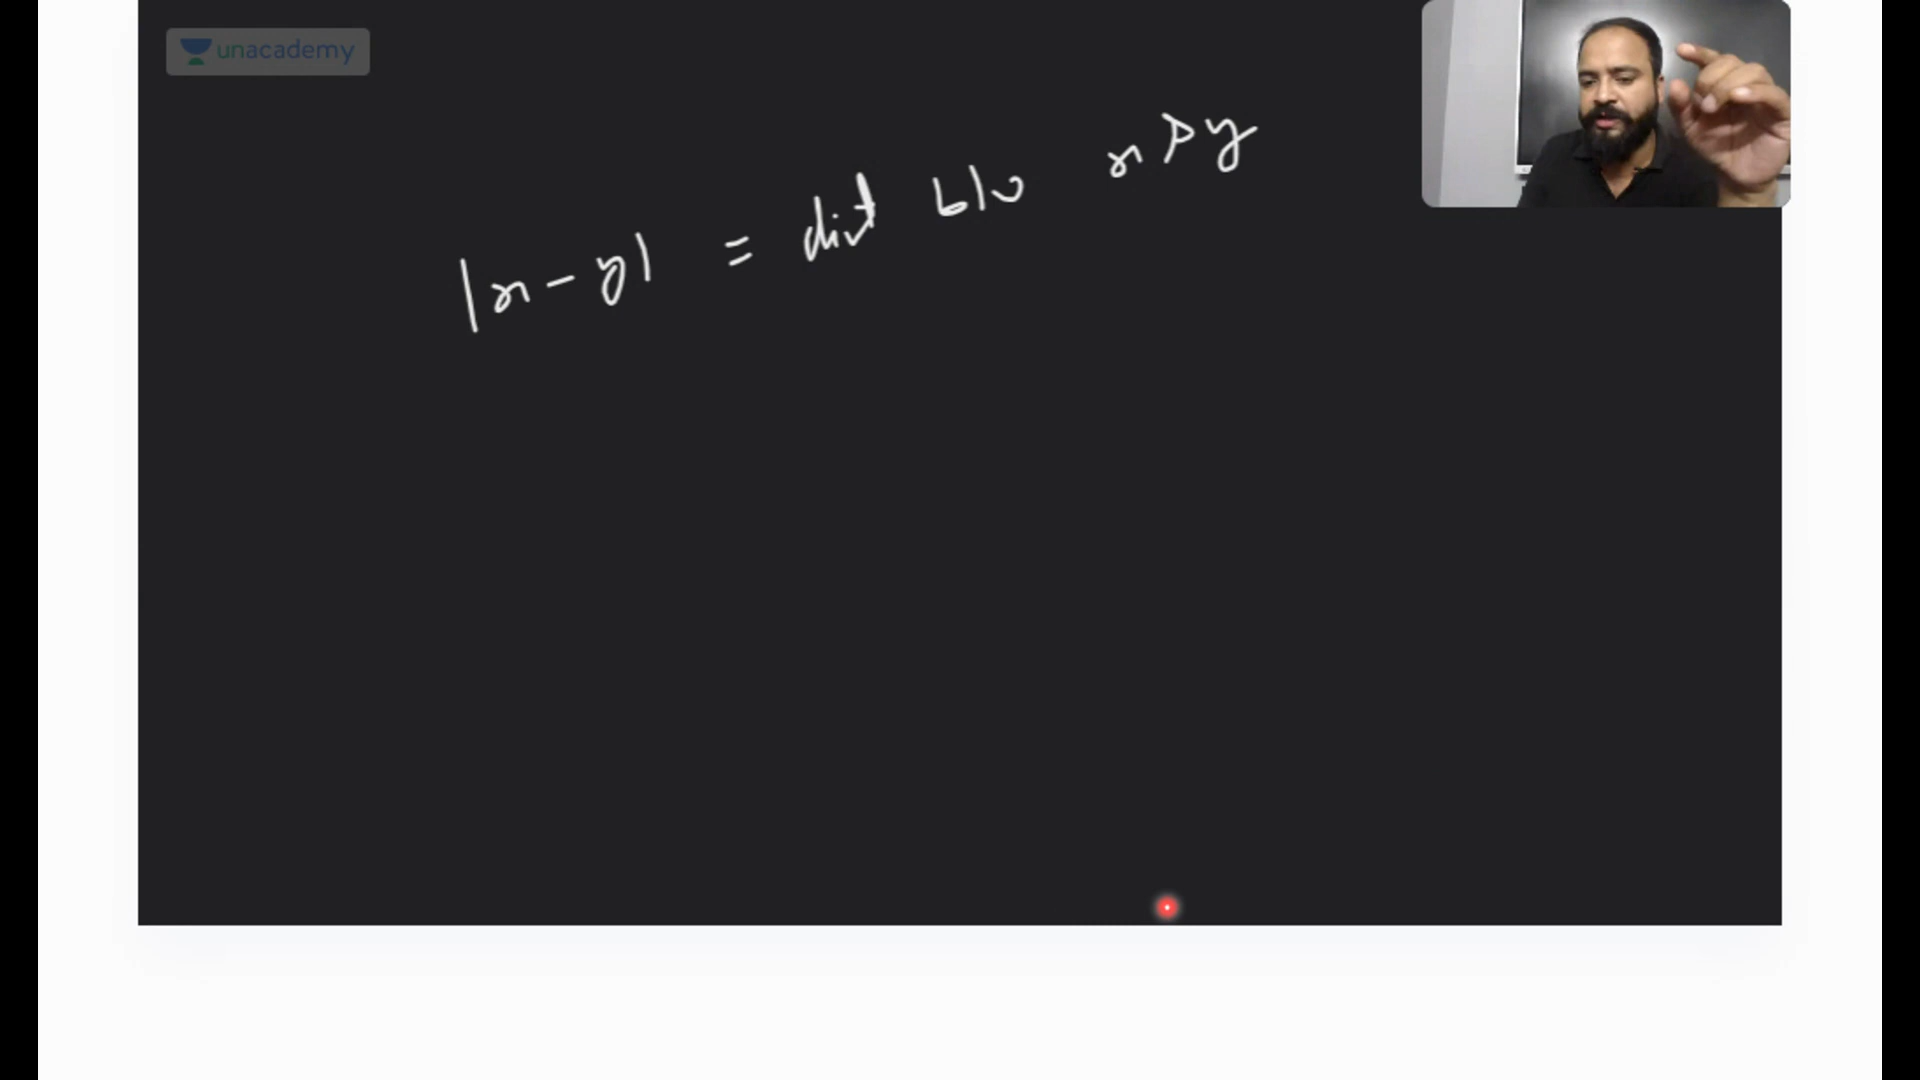 unacademy
|x - y| = dist b/w x & y